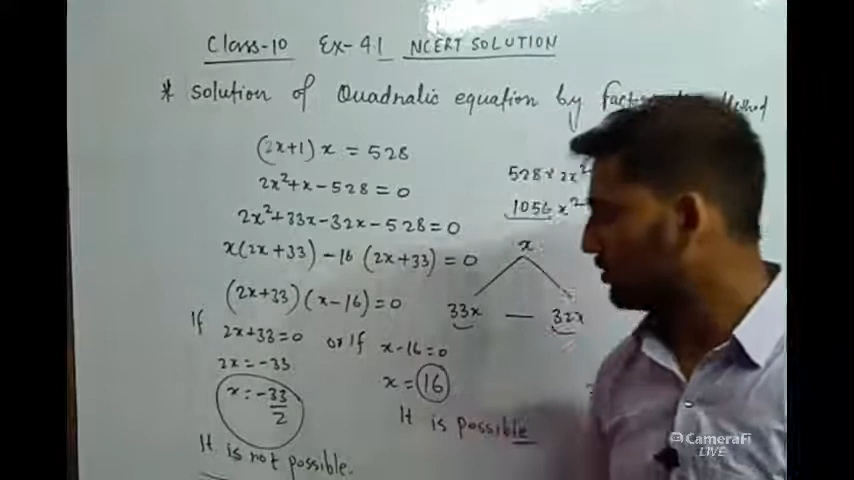 Class-10 Ex-4.1 NCERT SOLUTION
* Solution of Quadratic equation by
(2x+1) x = 528
2x²+x-528=0
2x²+33x-32x-528=0
x(2x+33)-16(2x+33)=0
(2x+33)(x-16)=0
If 2x+33=0 or if x-16=0
2x=-33
x=-33/2
x=16
It is not possible.
It is possible
528x 2x²
1056 x²
x
33x — 32x
CameraFi
LIVE